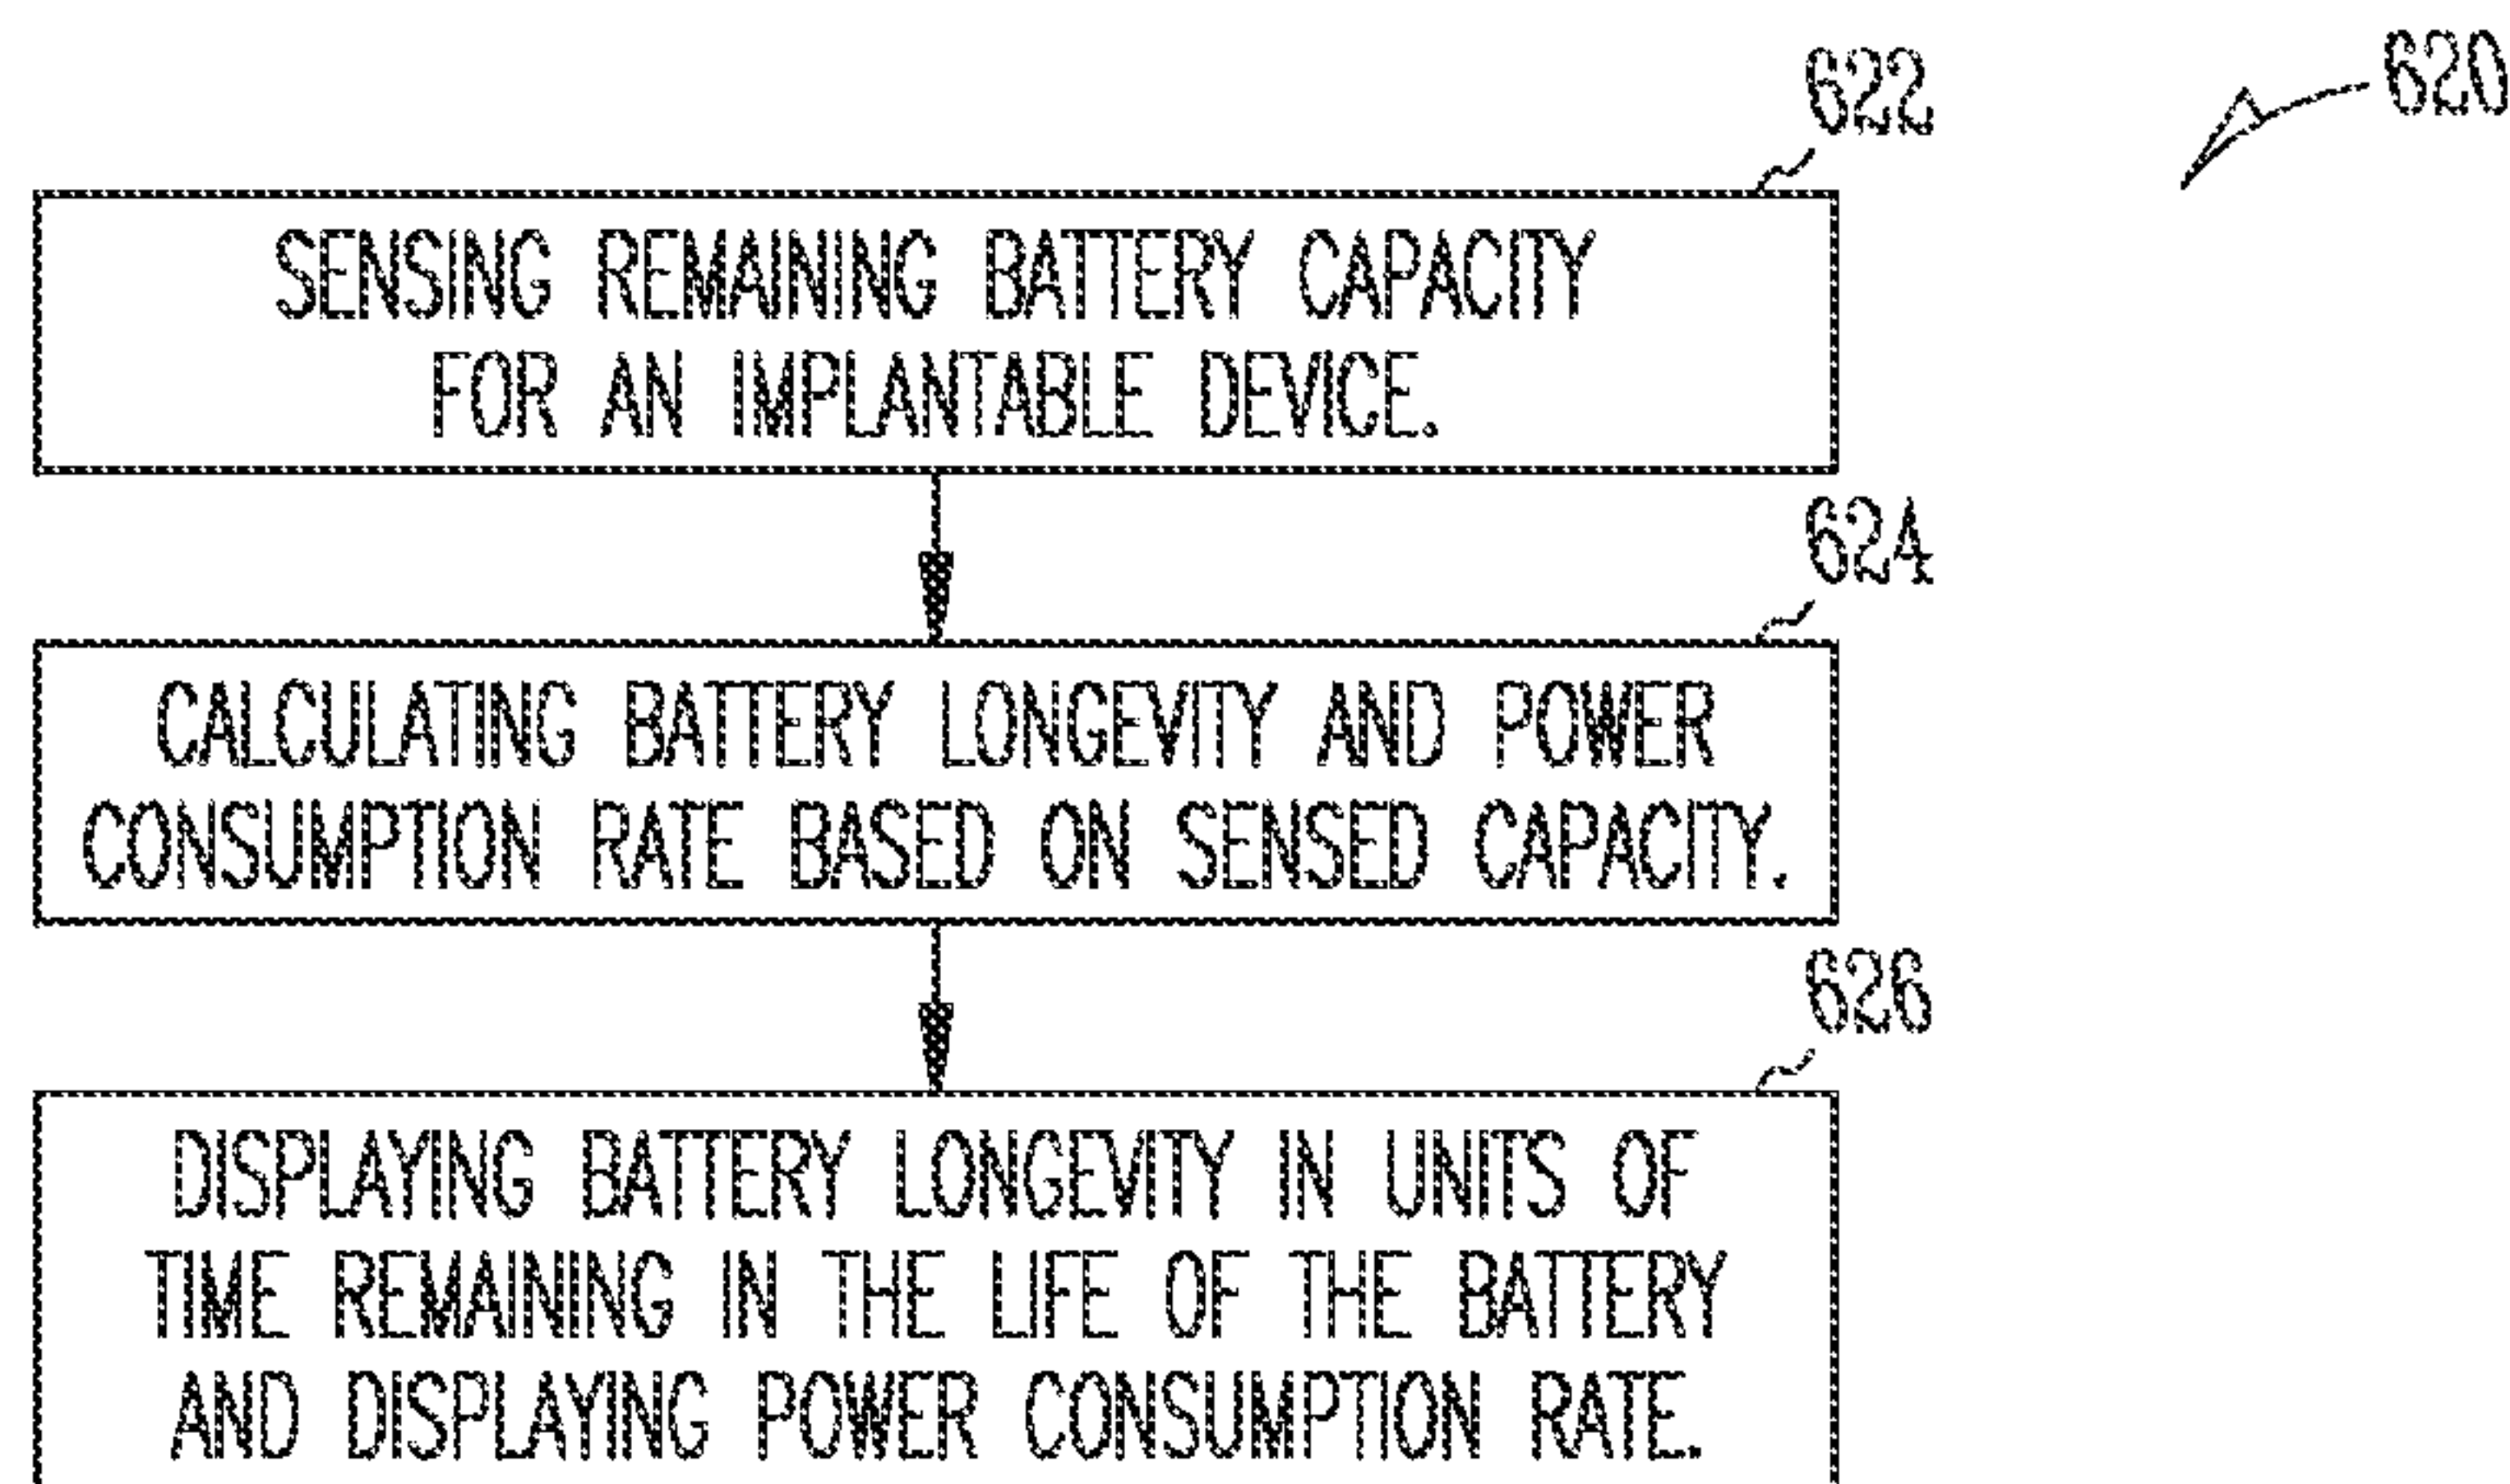 620
622
SENSING REMAINING BATTERY CAPACITY
FOR AN IMPLANTABLE DEVICE.
624
CALCULATING BATTERY LONGEVITY AND POWER
CONSUMPTION RATE BASED ON SENSED CAPACITY.
626
DISPLAYING BATTERY LONGEVITY IN UNITS OF
TIME REMAINING IN THE LIFE OF THE BATTERY
AND DISPLAYING POWER CONSUMPTION RATE.